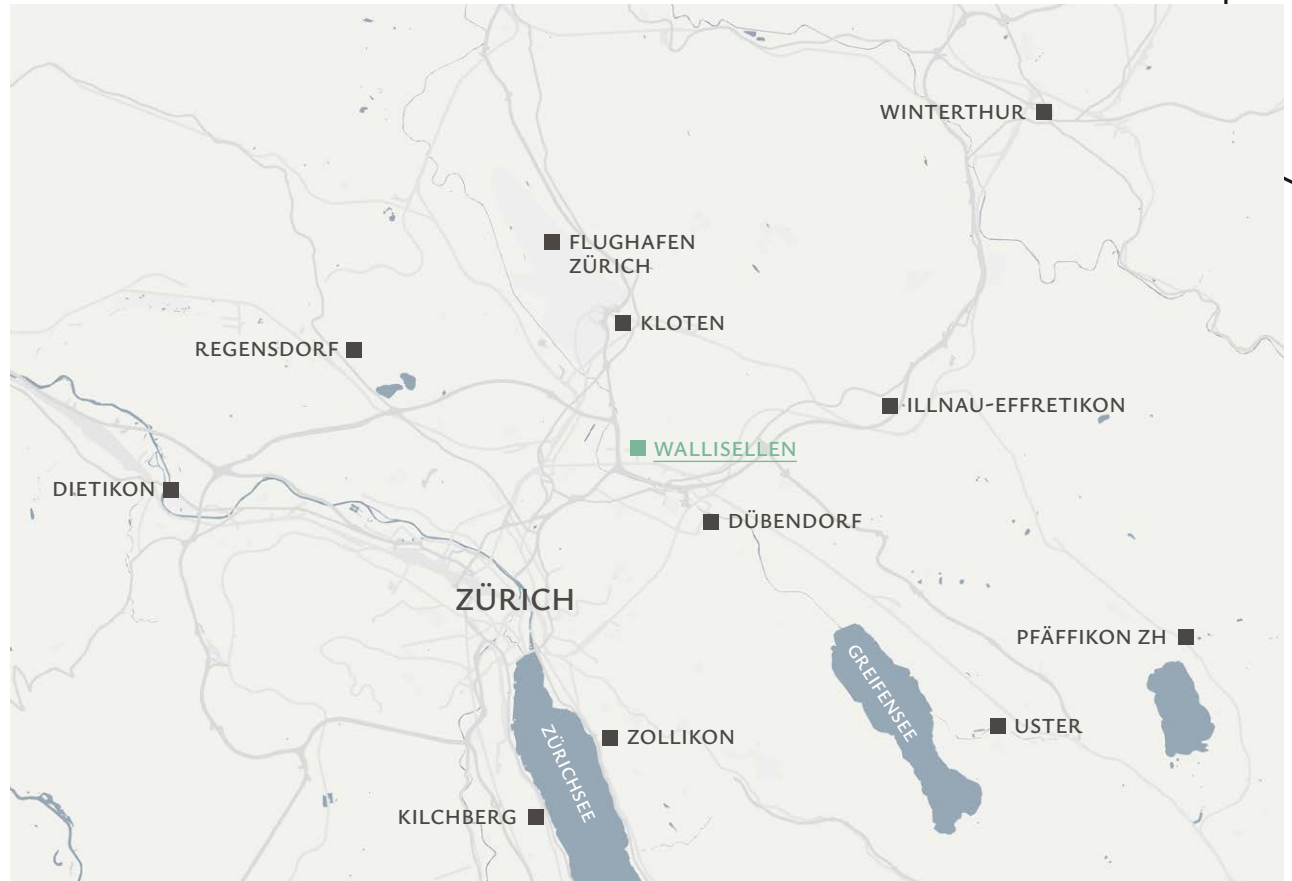 WINTERTHUR
FLUGHAFEN
ZÜRICH
KLOTEN
REGENSDORF
ILLNAU-EFFRETIKON
WALLISELLEN
DIETIKON
DÜBENDORF
ZÜRICH
PFÄFFIKON ZH
GREIFENSEE
USTER
ZOLLIKON
ZÜRICHSEE
KILCHBERG